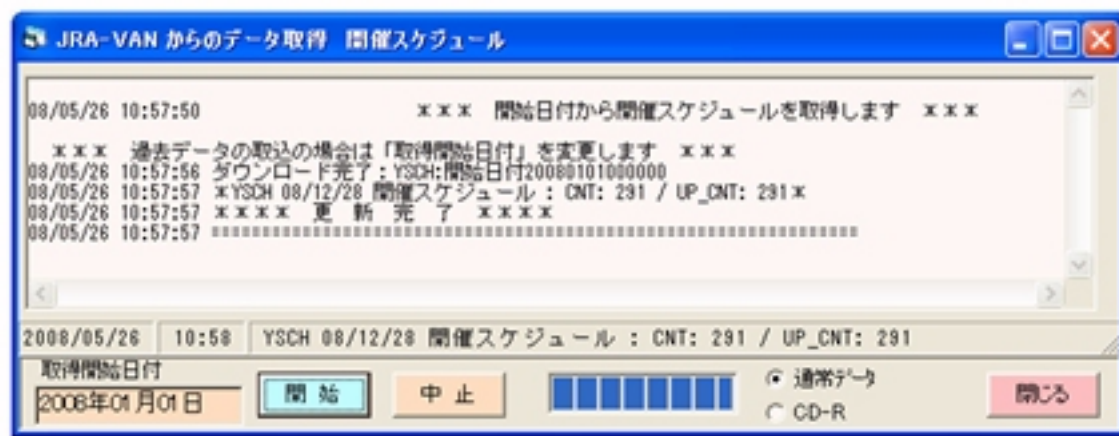 JRA-VAN からのデータ取得　開催スケジュール
08/05/26 10:57:50 ＊＊＊　開始日付から開催スケジュールを取得します　＊＊＊
＊＊＊　過去データの取込の場合は「取得開始日付」を変更します　＊＊＊
08/05/26 10:57:56 ダウンロード完了：YSCH:開始日付20080101000000
08/05/26 10:57:57 ＊YSCH 08/12/28 開催スケジュール : CNT: 291 / UP_CNT: 291＊
08/05/26 10:57:57 ＊＊＊＊　更　新　完　了　＊＊＊＊
08/05/26 10:57:57 =================================================================
2008/05/26 10:58 YSCH 08/12/28 開催スケジュール : CNT: 291 / UP_CNT: 291
取得開始日付
2008年01月01日 開 始 中 止 通常データ 閉じる
CD-R